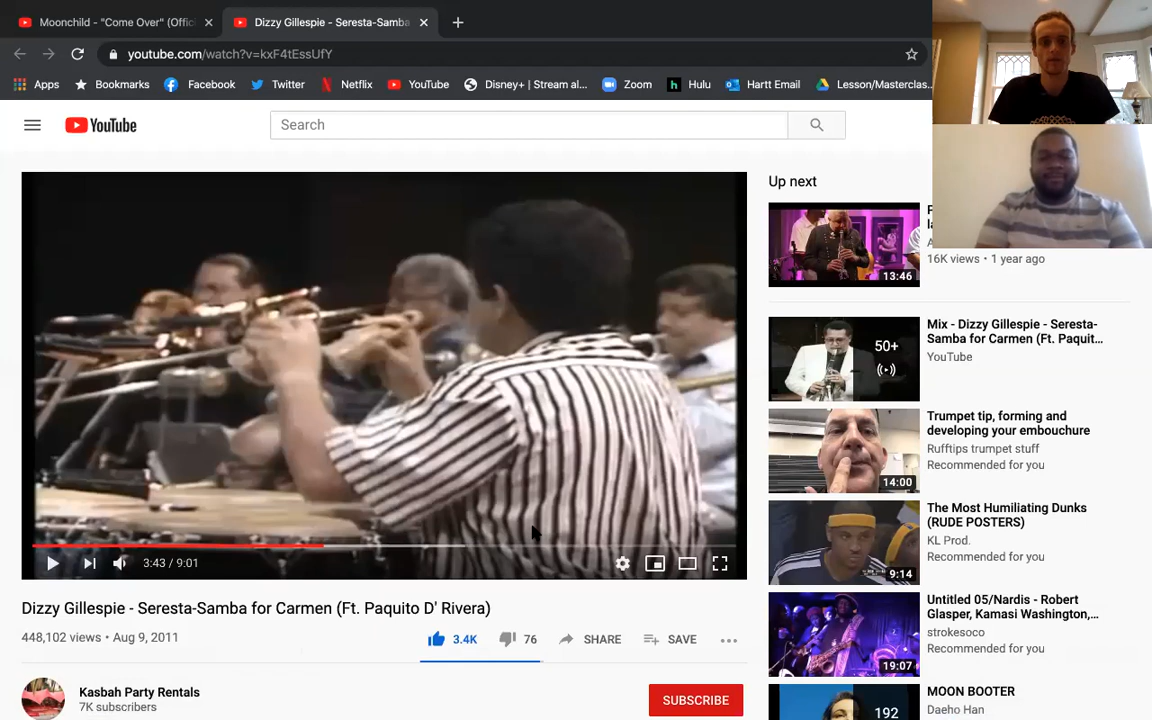 Moonchild - "Come Over" (Offic
Dizzy Gillespie - Seresta-Samba
youtube.com/watch?v=kxF4tEssUfY
Apps
Bookmarks
Facebook
Twitter
Netflix
YouTube
Disney+ | Stream al...
Zoom
Hulu
Hartt Email
Lesson/Masterclas...
YouTube
Search
Up next
16K views • 1 year ago
13:46
Mix - Dizzy Gillespie - Seresta-
Samba for Carmen (Ft. Paquit...
YouTube
50+
Trumpet tip, forming and
developing your embouchure
Rufftips trumpet stuff
Recommended for you
14:00
The Most Humiliating Dunks
(RUDE POSTERS)
KL Prod.
Recommended for you
9:14
Untitled 05/Nardis - Robert
Glasper, Kamasi Washington,...
strokesoco
Recommended for you
19:07
MOON BOOTER
Daeho Han
192
3:43 / 9:01
Dizzy Gillespie - Seresta-Samba for Carmen (Ft. Paquito D' Rivera)
448,102 views • Aug 9, 2011
3.4K
76
SHARE
SAVE
Kasbah Party Rentals
7K subscribers
SUBSCRIBE